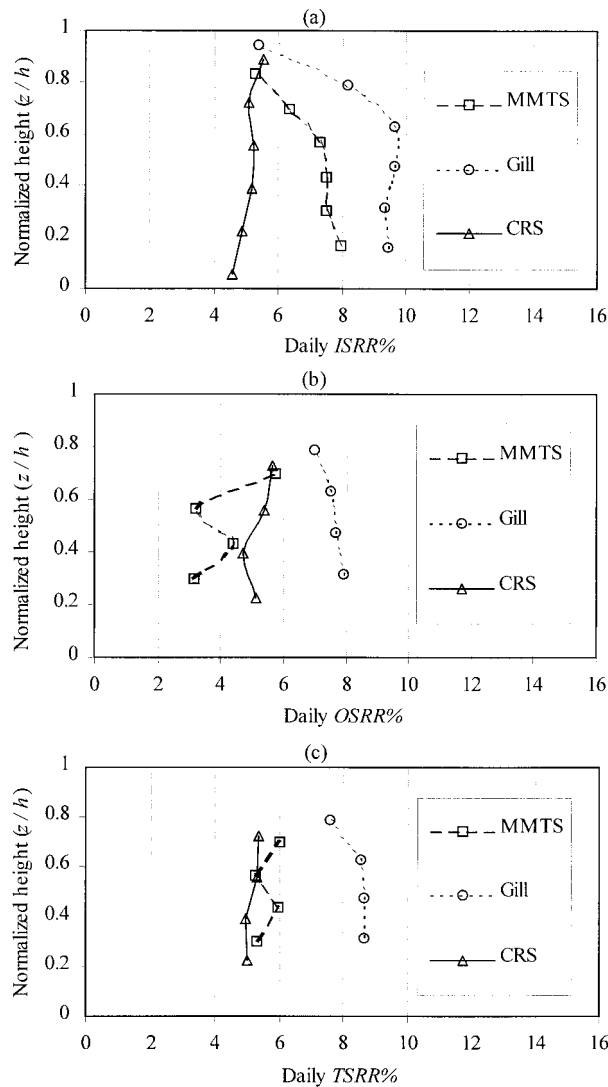 (a)
Normalized height (z / h)
1
0.8
0.6
0.4
0.2
0
MMTS
Gill
CRS
0 2 4 6 8 10 12 14 16
Daily ISRR%
(b)
Normalized height (z / h)
1
0.8
0.6
0.4
0.2
0
MMTS
Gill
CRS
0 2 4 6 8 10 12 14 16
Daily OSRR%
(c)
Normalized height (z / h)
1
0.8
0.6
0.4
0.2
0
MMTS
Gill
CRS
0 2 4 6 8 10 12 14 16
Daily TSRR%